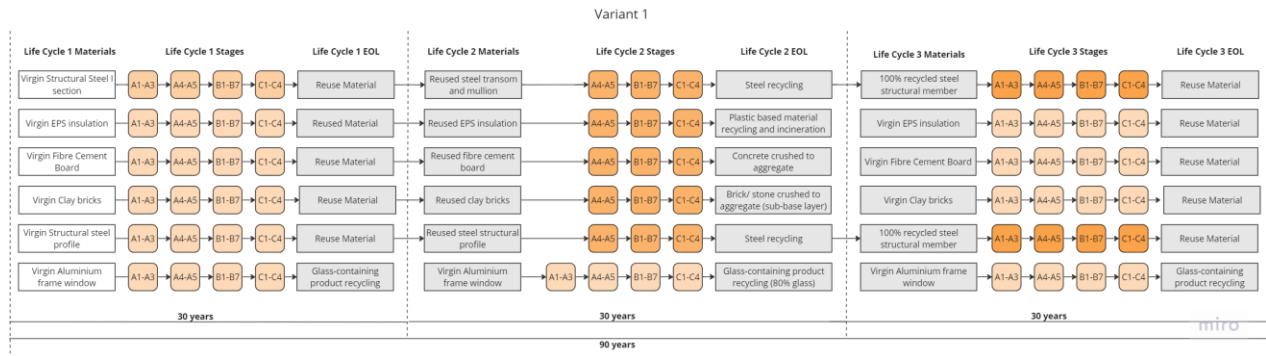 Variant 1
Life Cycle 1 Materials Life Cycle 1 Stages Life Cycle 1 EOL Life Cycle 2 Materials Life Cycle 2 Stages Life Cycle 2 EOL Life Cycle 3 Materials Life Cycle 3 Stages Life Cycle 3 EOL
Virgin Structural Steel I
section
A1-A3 A4-A5 B1-B7 C1-C4
Reuse Material
Reused steel transom
and mullion
A4-A5 B1-B7 C1-C4
Steel recycling
100% recycled steel
structural member
A1-A3 A4-A5 B1-B7 C1-C4
Reuse Material
Virgin EPS insulation
A1-A3 A4-A5 B1-B7 C1-C4
Reused Material
Reused EPS insulation
A4-A5 B1-B7 C1-C4
Plastic based material
recycling and incineration
Virgin EPS insulation
A1-A3 A4-A5 B1-B7 C1-C4
Reuse Material
Virgin Fibre Cement
Board
A1-A3 A4-A5 B1-B7 C1-C4
Reuse Material
Reused fibre cement
board
A4-A5 B1-B7 C1-C4
Concrete crushed to
aggregate
Virgin Fibre Cement Board
A1-A3 A4-A5 B1-B7 C1-C4
Reuse Material
Virgin Clay bricks
A1-A3 A4-A5 B1-B7 C1-C4
Reuse Material
Reused clay bricks
A4-A5 B1-B7 C1-C4
Brick/ stone crushed to
aggregate (sub-base layer)
Virgin Clay bricks
A1-A3 A4-A5 B1-B7 C1-C4
Reuse Material
Virgin Structural steel
profile
A1-A3 A4-A5 B1-B7 C1-C4
Reuse Material
Reused steel structural
profile
A4-A5 B1-B7 C1-C4
Steel recycling
100% recycled steel
structural member
A1-A3 A4-A5 B1-B7 C1-C4
Reuse Material
Virgin Aluminium
frame window
A1-A3 A4-A5 B1-B7 C1-C4
Glass-containing
product recycling
Virgin Aluminium
frame window
A1-A3 A4-A5 B1-B7 C1-C4
Glass-containing product
recycling (80% glass)
Virgin Aluminium frame
window
A1-A3 A4-A5 B1-B7 C1-C4
Glass-containing
product recycling
30 years 30 years 30 years
miro
90 years